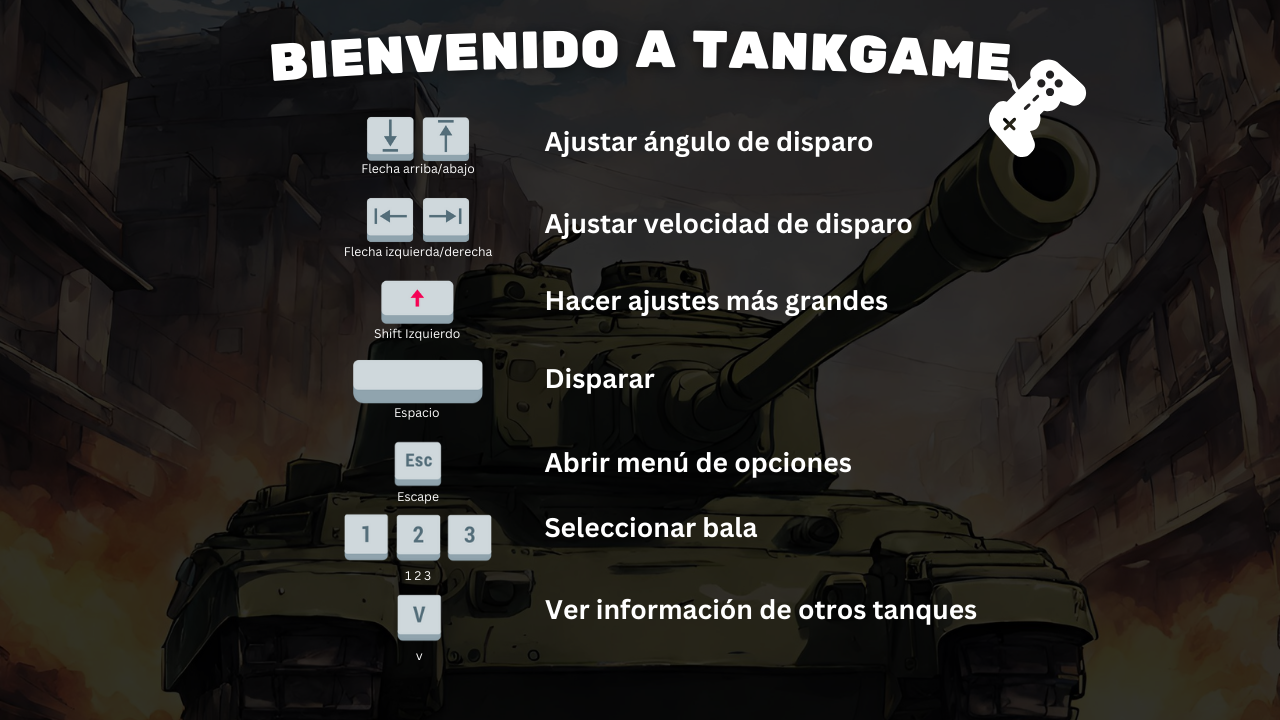 BIENVENIDO A TANKGAME
Ajustar ángulo de disparo
Flecha arriba/abajo
Ajustar velocidad de disparo
Flecha izquierda/derecha
Hacer ajustes más grandes
Shift Izquierdo
Disparar
Espacio
Esc
Abrir menú de opciones
Escape
1 2 3
Seleccionar bala
1 2 3
V
Ver información de otros tanques
v